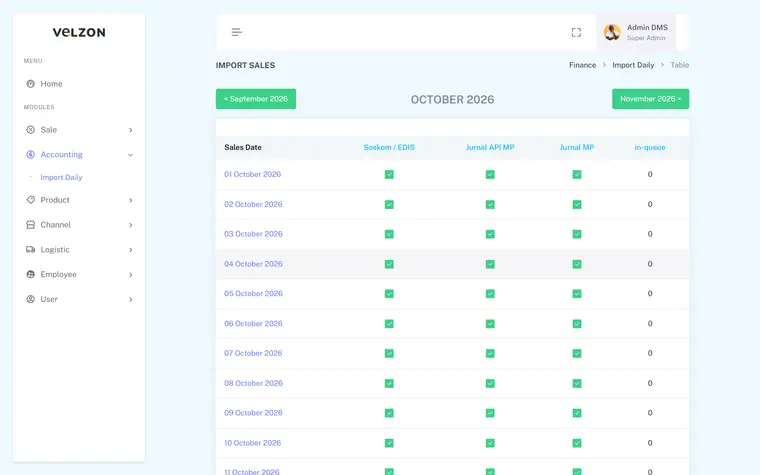 VELZON
MENU
Home
MODULES
Sale
Accounting
Import Daily
Product
Channel
Logistic
Employee
User
Admin DMS
Super Admin
IMPORT SALES
Finance > Import Daily > Table
< September 2026
OCTOBER 2026
November 2026 >
Sales Date Soskom / EDIS Jurnal API MP Jurnal MP in-queue
01 October 2026 0
02 October 2026 0
03 October 2026 0
04 October 2026 0
05 October 2026 0
06 October 2026 0
07 October 2026 0
08 October 2026 0
09 October 2026 0
10 October 2026 0
11 October 2026 0